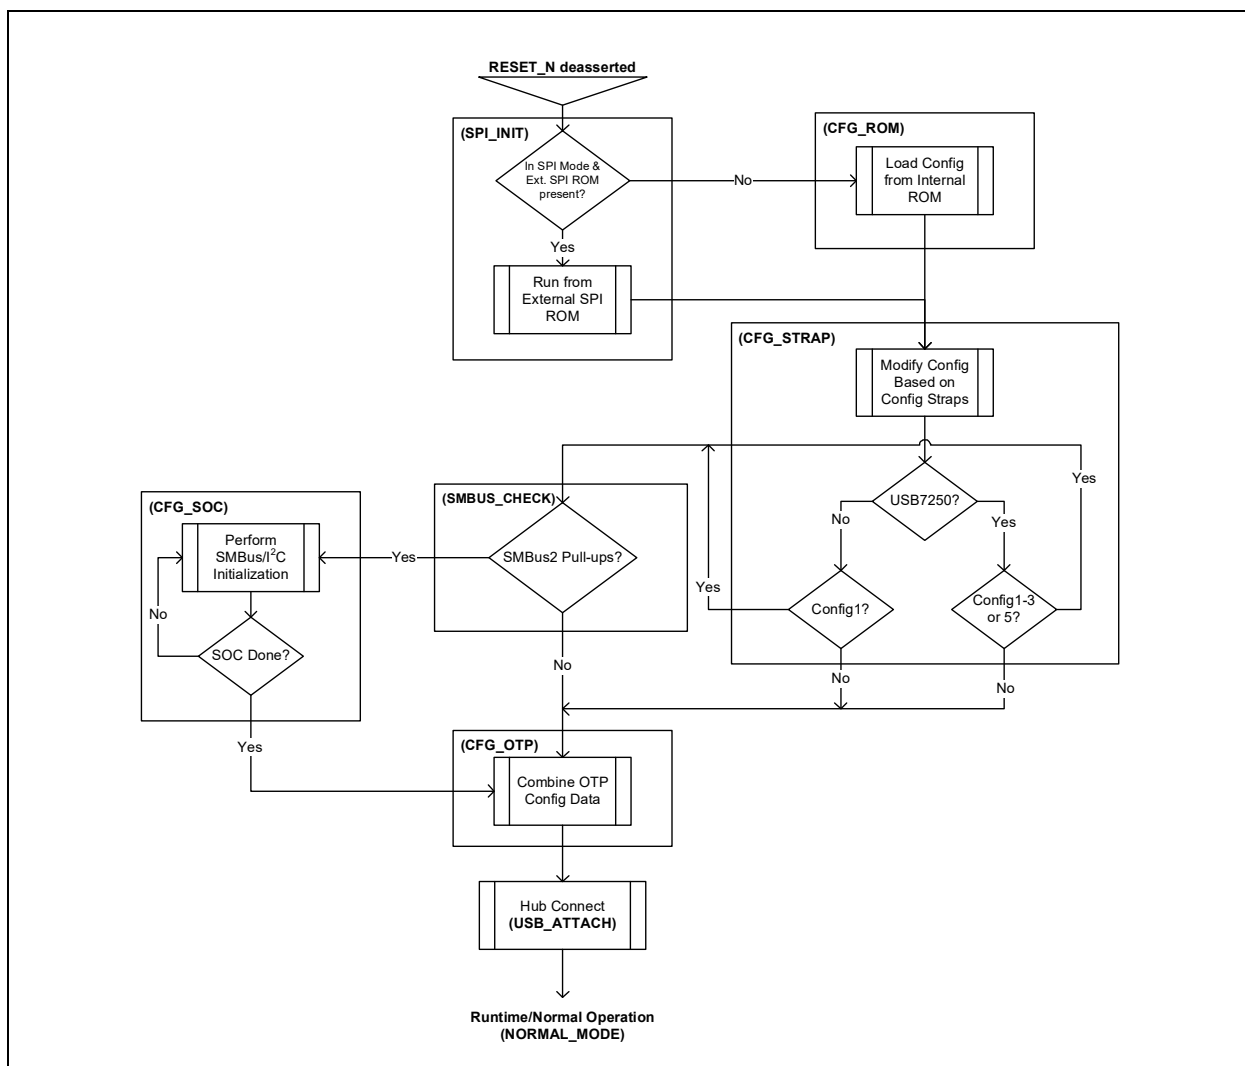 RESET_N deasserted
(SPI_INIT)
In SPI Mode &
Ext. SPI ROM
present?
No
(CFG_ROM)
Load Config
from Internal
ROM
Yes
Run from
External SPI
ROM
(CFG_STRAP)
Modify Config
Based on
Config Straps
USB7250?
No
Yes
Yes
Config1?
Config1-3
or 5?
Yes
No
No
(SMBUS_CHECK)
SMBus2 Pull-ups?
Yes
No
(CFG_SOC)
Perform
SMBus/I²C
Initialization
No
SOC Done?
Yes
(CFG_OTP)
Combine OTP
Config Data
Hub Connect
(USB_ATTACH)
Runtime/Normal Operation
(NORMAL_MODE)